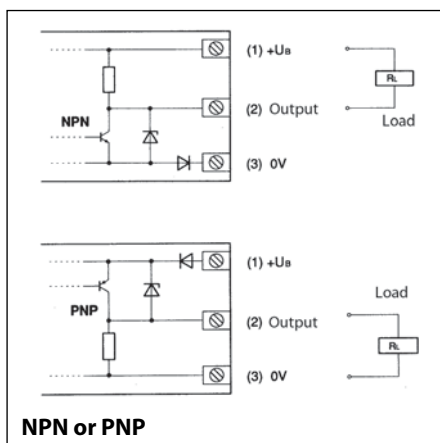 (1) +UB
RL
NPN
(2) Output
Load
(3) 0V
(1) +UB
Load
PNP
(2) Output
RL
(3) 0V
NPN or PNP